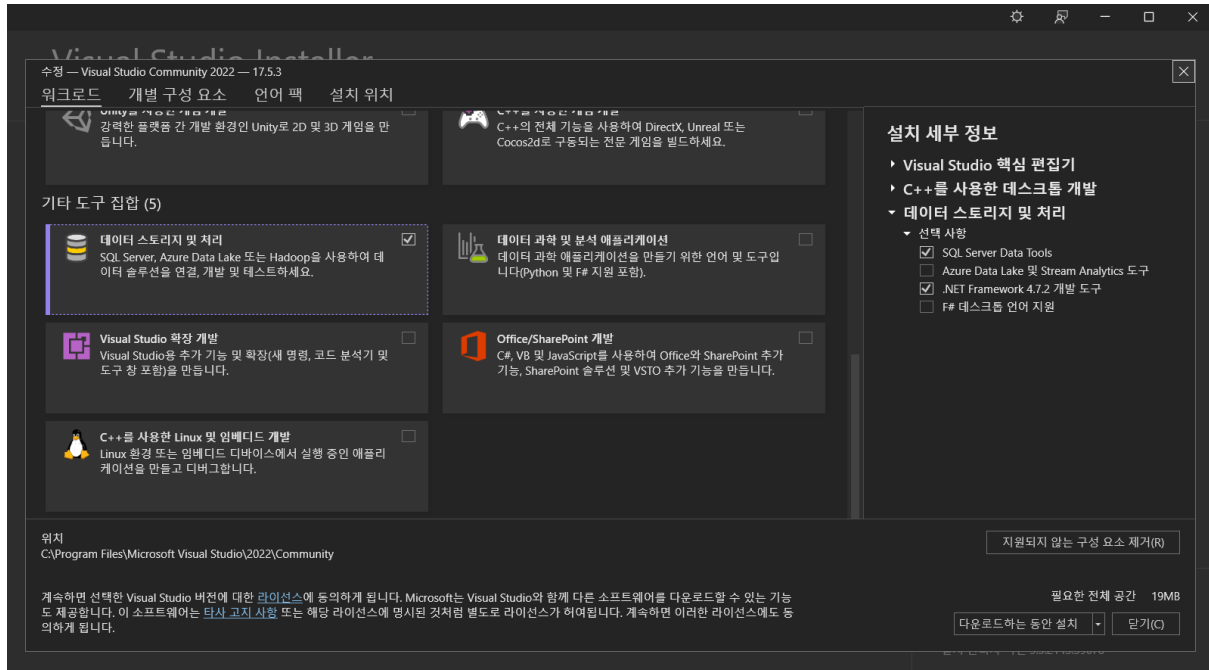 Visual Studio Installer
수정 — Visual Studio Community 2022 — 17.5.3
워크로드 개별 구성 요소 언어 팩 설치 위치
Unity를 사용한 게임 개발
강력한 플랫폼 간 개발 환경인 Unity로 2D 및 3D 게임을 만
듭니다.
C++를 사용한 게임 개발
C++의 전체 기능을 사용하여 DirectX, Unreal 또는
Cocos2d로 구동되는 전문 게임을 빌드하세요.
기타 도구 집합 (5)
데이터 스토리지 및 처리
SQL Server, Azure Data Lake 또는 Hadoop을 사용하여 데
이터 솔루션을 연결, 개발 및 테스트하세요.
데이터 과학 및 분석 애플리케이션
데이터 과학 애플리케이션을 만들기 위한 언어 및 도구입
니다(Python 및 F# 지원 포함).
Visual Studio 확장 개발
Visual Studio용 추가 기능 및 확장(새 명령, 코드 분석기 및
도구 창 포함)을 만듭니다.
Office/SharePoint 개발
C#, VB 및 JavaScript를 사용하여 Office와 SharePoint 추가
기능, SharePoint 솔루션 및 VSTO 추가 기능을 만듭니다.
C++를 사용한 Linux 및 임베디드 개발
Linux 환경 또는 임베디드 디바이스에서 실행 중인 애플리
케이션을 만들고 디버그합니다.
설치 세부 정보
Visual Studio 핵심 편집기
C++를 사용한 데스크톱 개발
데이터 스토리지 및 처리
선택 사항
SQL Server Data Tools
Azure Data Lake 및 Stream Analytics 도구
.NET Framework 4.7.2 개발 도구
F# 데스크톱 언어 지원
위치
C:\Program Files\Microsoft Visual Studio\2022\Community
지원되지 않는 구성 요소 제거(R)
계속하면 선택한 Visual Studio 버전에 대한 라이선스에 동의하게 됩니다. Microsoft는 Visual Studio와 함께 다른 소프트웨어를 다운로드할 수 있는 기능
도 제공합니다. 이 소프트웨어는 타사 고지 사항 또는 해당 라이선스에 명시된 것처럼 별도로 라이선스가 허여됩니다. 계속하면 이러한 라이선스에도 동
의하게 됩니다.
필요한 전체 공간 19MB
다운로드하는 동안 설치 닫기(C)